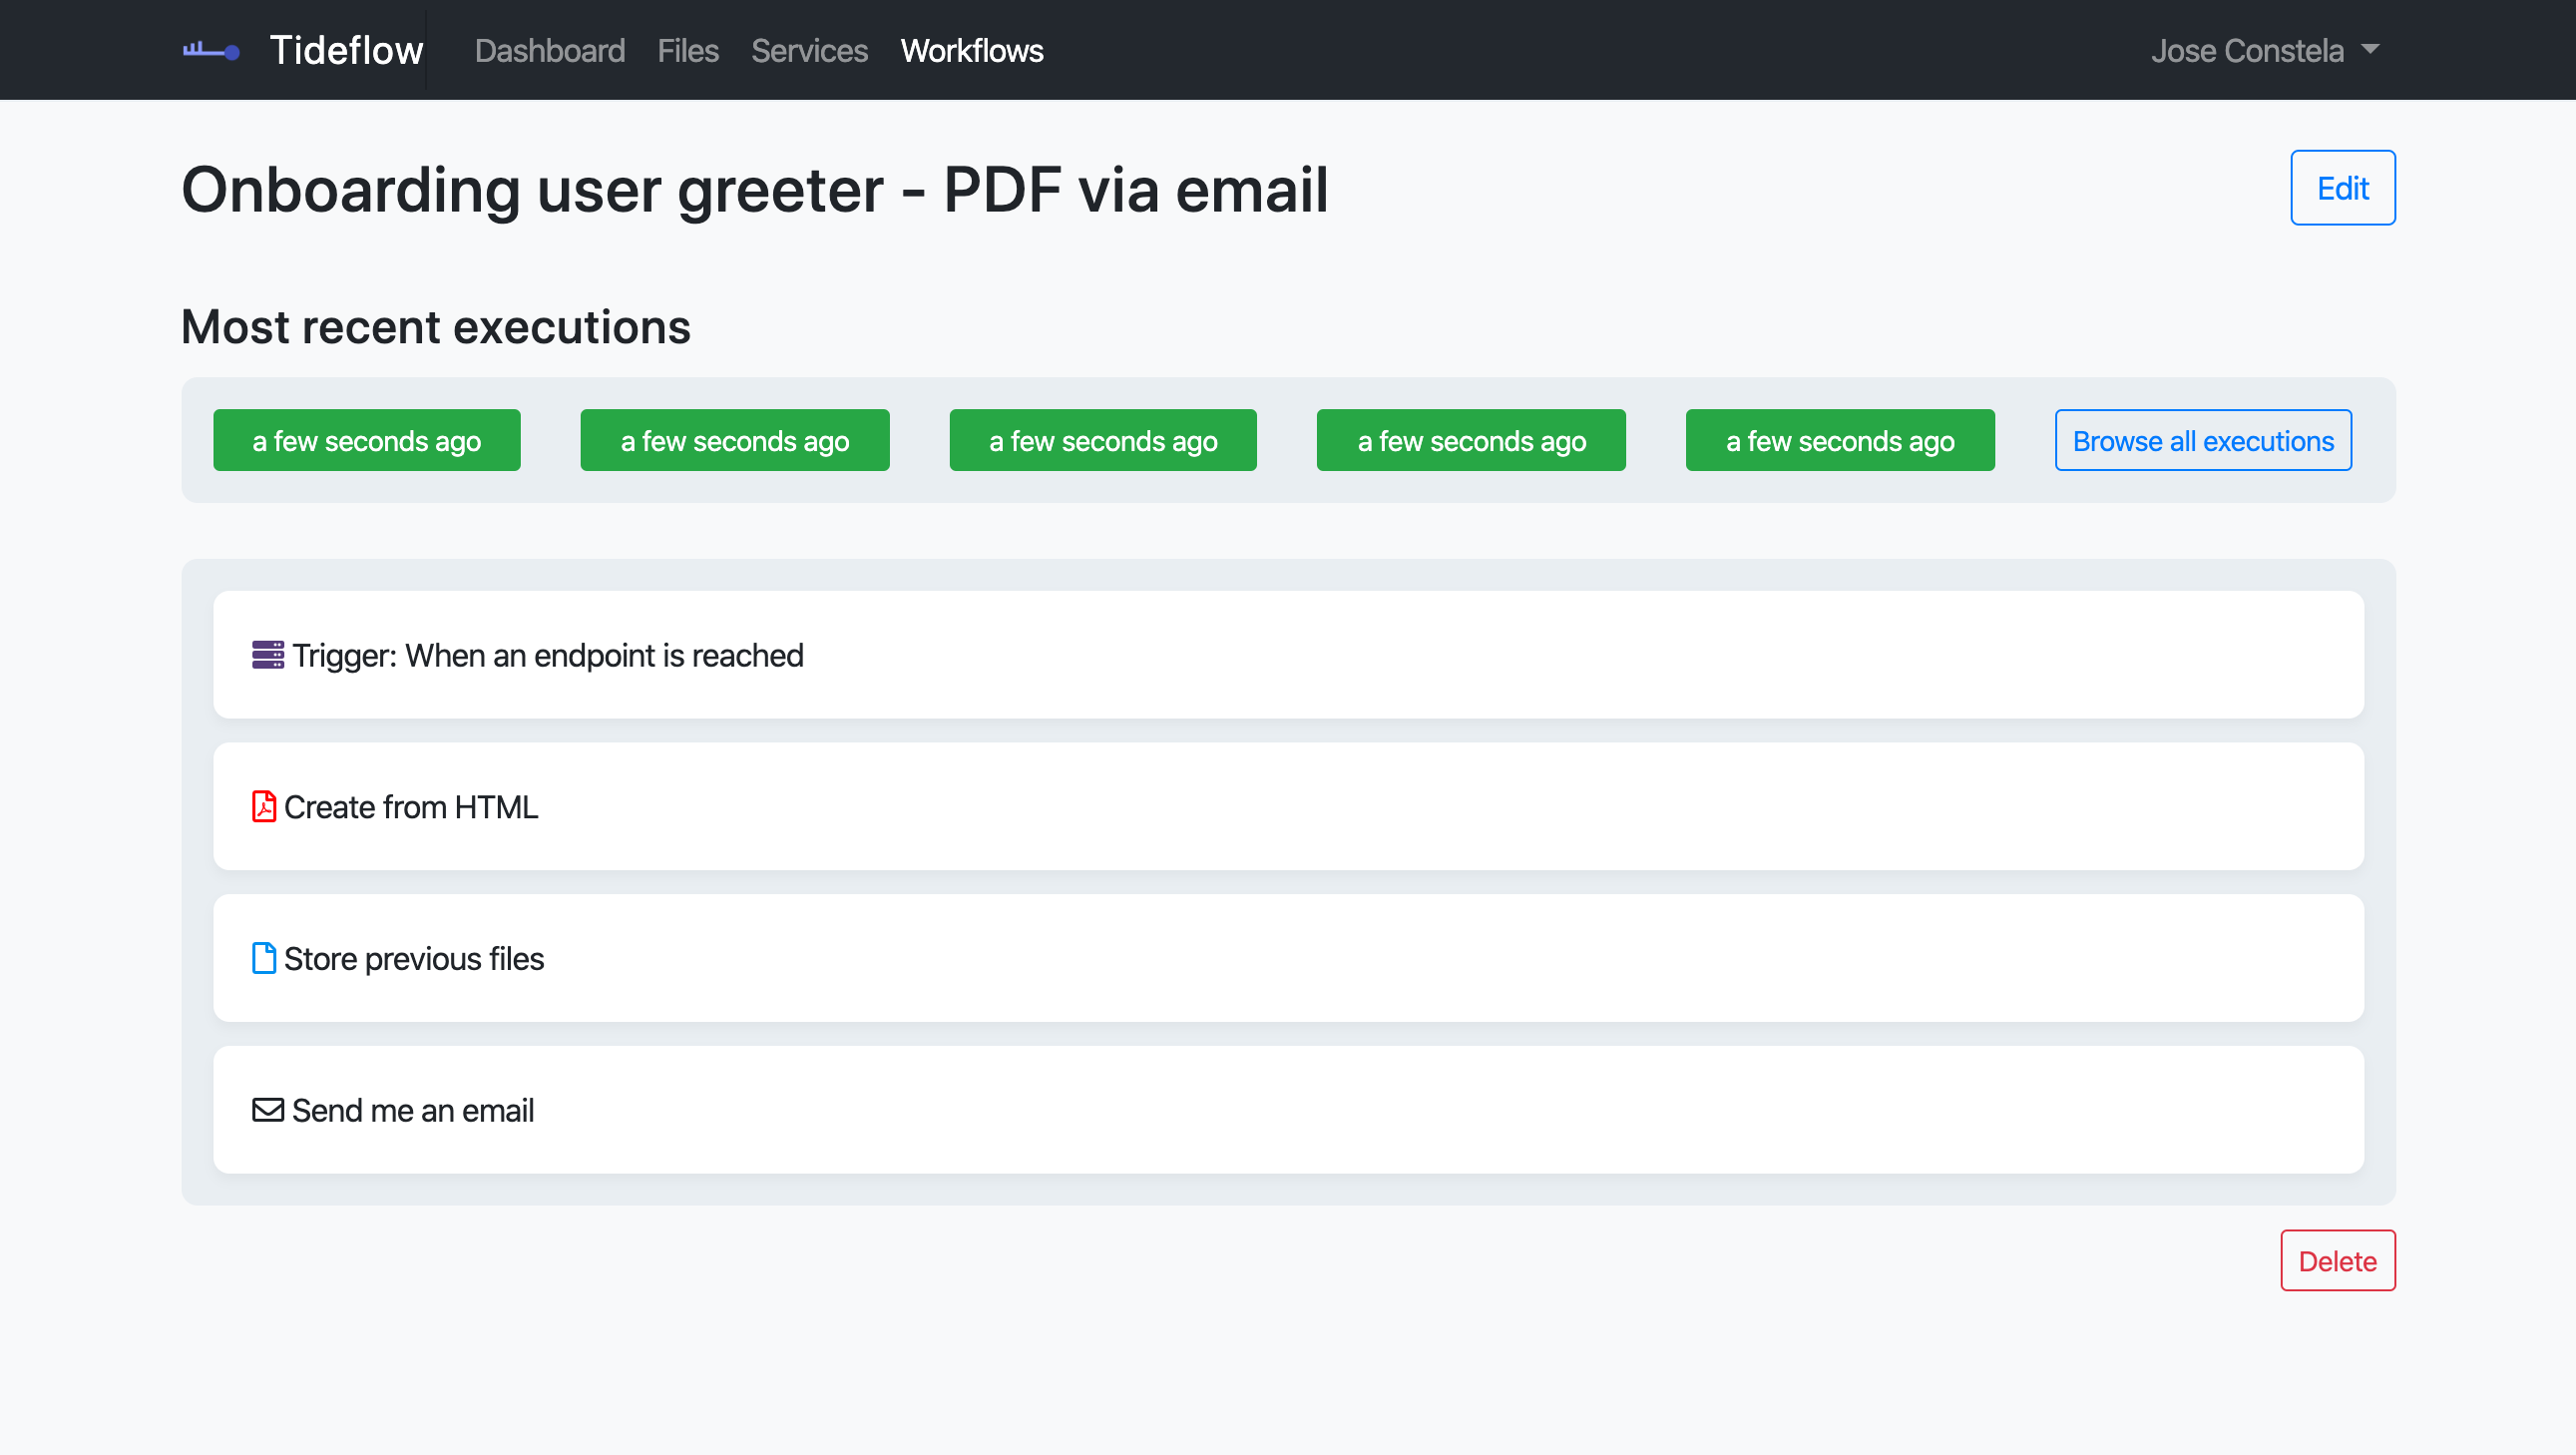 Tideflow Dashboard Files Services Workflows Jose Constela
Onboarding user greeter - PDF via email Edit
Most recent executions
a few seconds ago a few seconds ago a few seconds ago a few seconds ago a few seconds ago Browse all executions
Trigger: When an endpoint is reached
Create from HTML
Store previous files
Send me an email
Delete